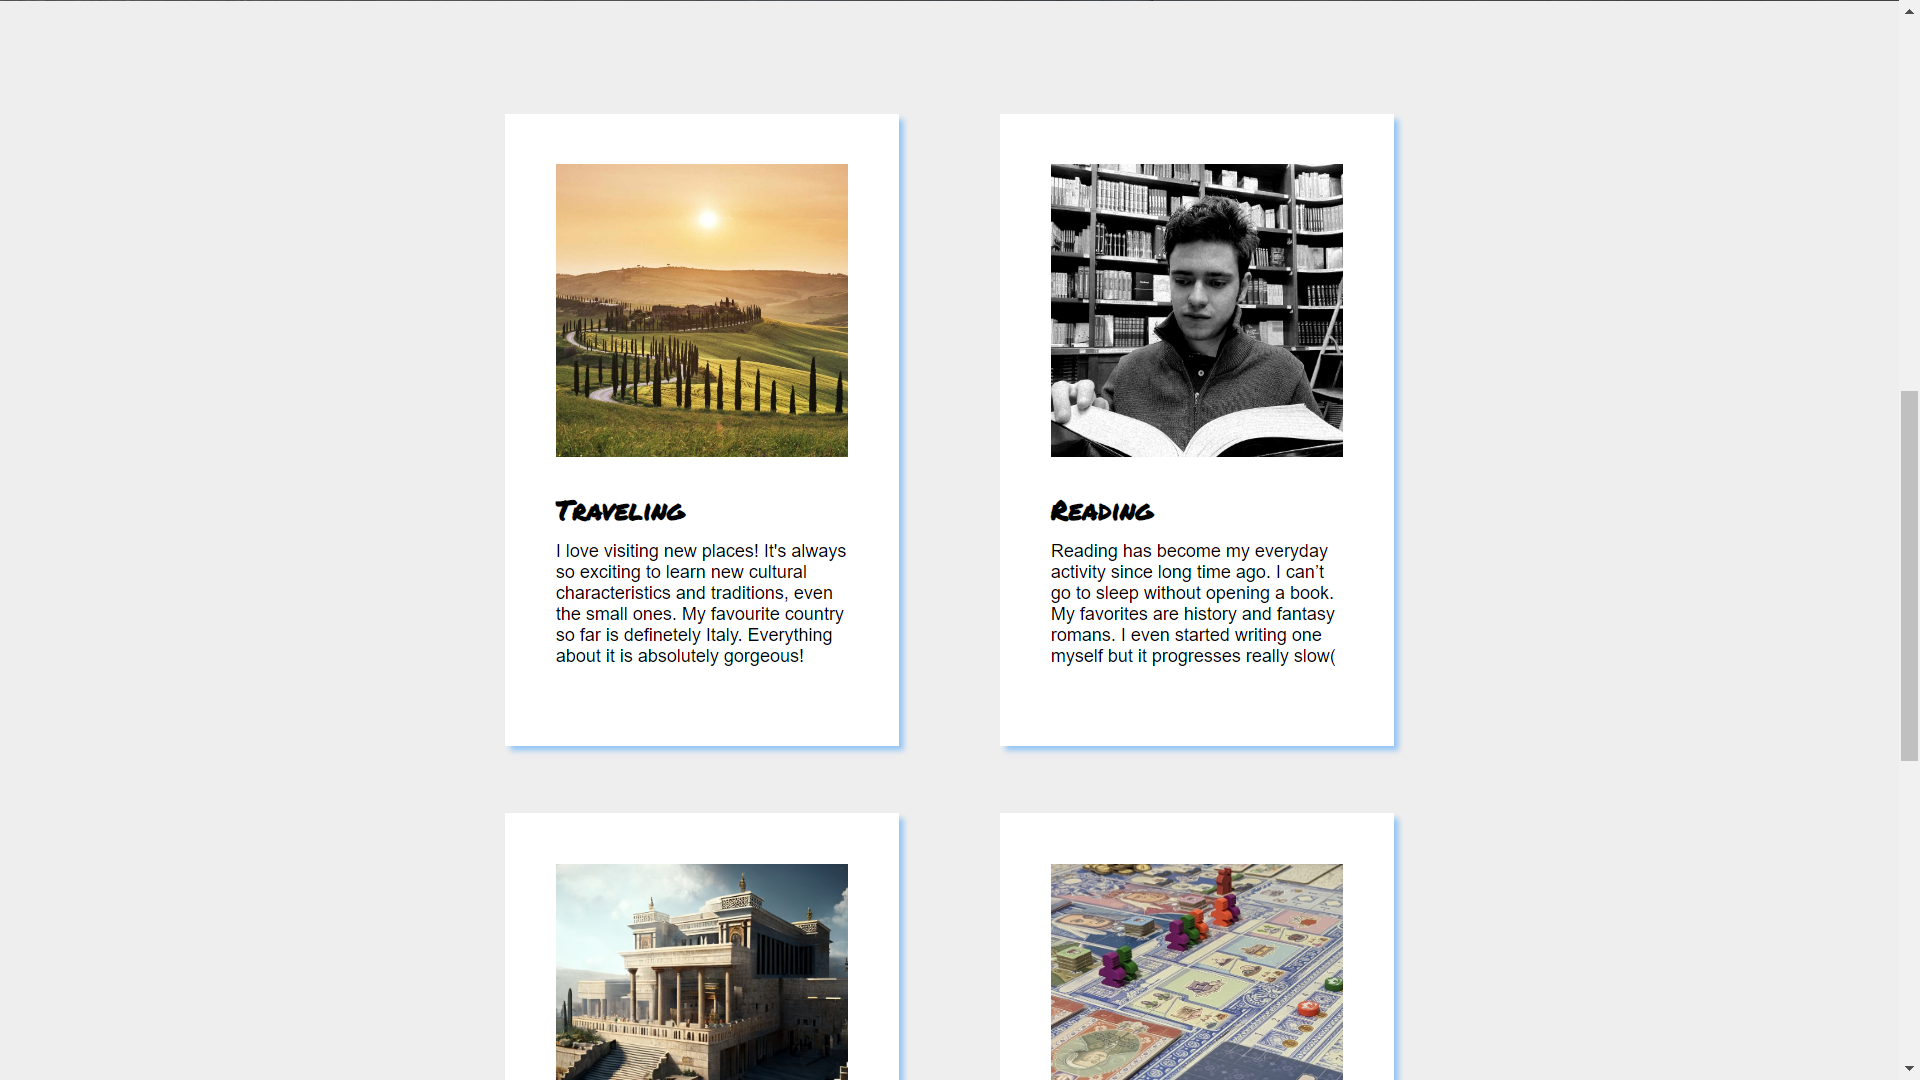 Traveling
I love visiting new places! It's always
so exciting to learn new cultural
characteristics and traditions, even
the small ones. My favourite country
so far is definetely Italy. Everything
about it is absolutely gorgeous!
Reading
Reading has become my everyday
activity since long time ago. I can’t
go to sleep without opening a book.
My favorites are history and fantasy
romans. I even started writing one
myself but it progresses really slow(